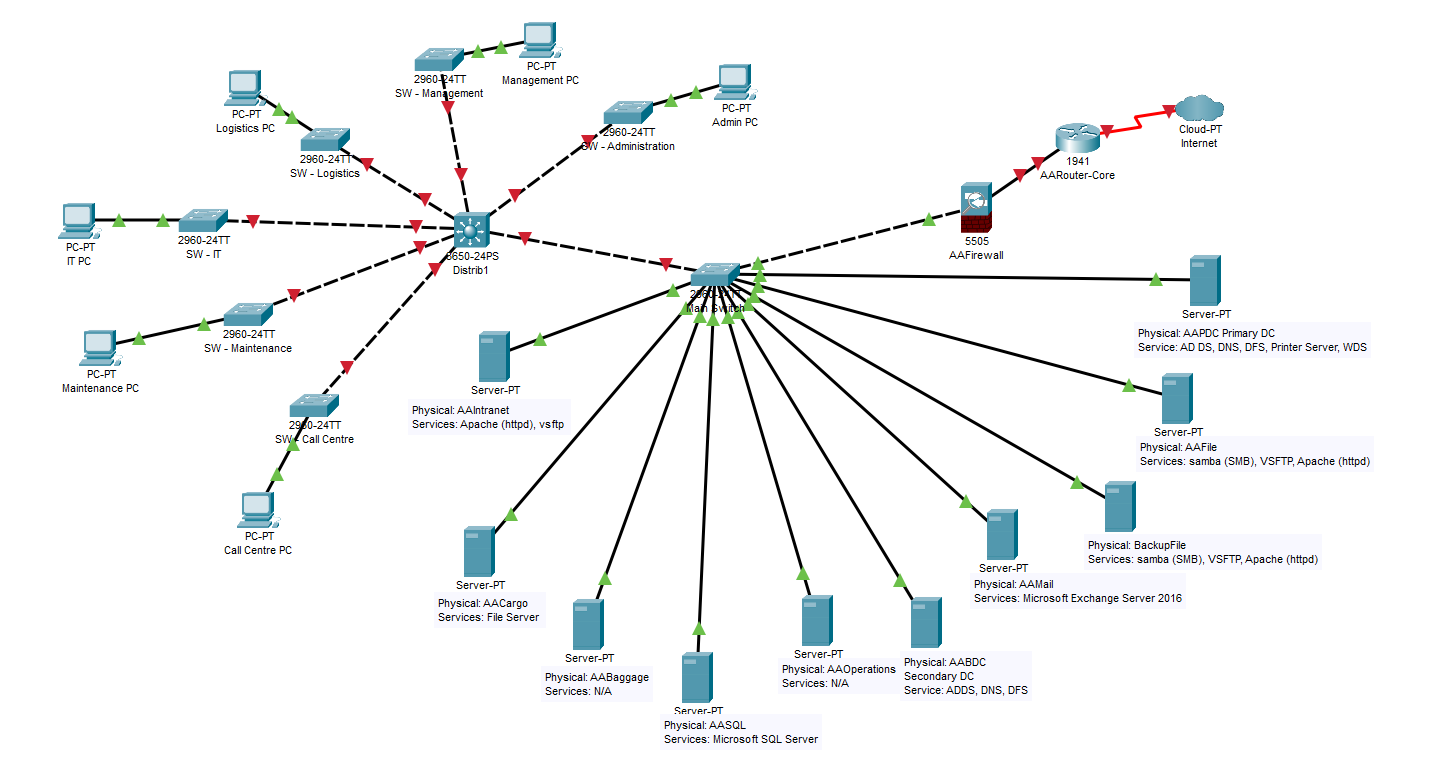 PC-PT
Management PC
2960-24TT
SW - Management
PC-PT
Admin PC
2960-24TT
SW - Administration
PC-PT
Logistics PC
2960-24TT
SW - Logistics
Cloud-PT
Internet
1941
AARouter-Core
PC-PT
IT PC
2960-24TT
SW - IT
3650-24PS
Distrib1
5505
AAFirewall
2960-24TT
Main Switch
Server-PT
Physical: AAPDC Primary DC
Service: AD DS, DNS, DFS, Printer Server, WDS
2960-24TT
SW - Maintenance
PC-PT
Maintenance PC
Server-PT
Physical: AAIntranet
Services: Apache (httpd), vsftp
2960-24TT
SW - Call Centre
Server-PT
Physical: AAFile
Services: samba (SMB), VSFTP, Apache (httpd)
PC-PT
Call Centre PC
Physical: BackupFile
Services: samba (SMB), VSFTP, Apache (httpd)
Server-PT
Physical: AAMail
Services: Microsoft Exchange Server 2016
Server-PT
Physical: AACargo
Services: File Server
Server-PT
Physical: AABaggage
Services: N/A
Server-PT
Physical: AAOperations
Services: N/A
Physical: AABDC
Secondary DC
Service: ADDS, DNS, DFS
Server-PT
Physical: AASQL
Services: Microsoft SQL Server